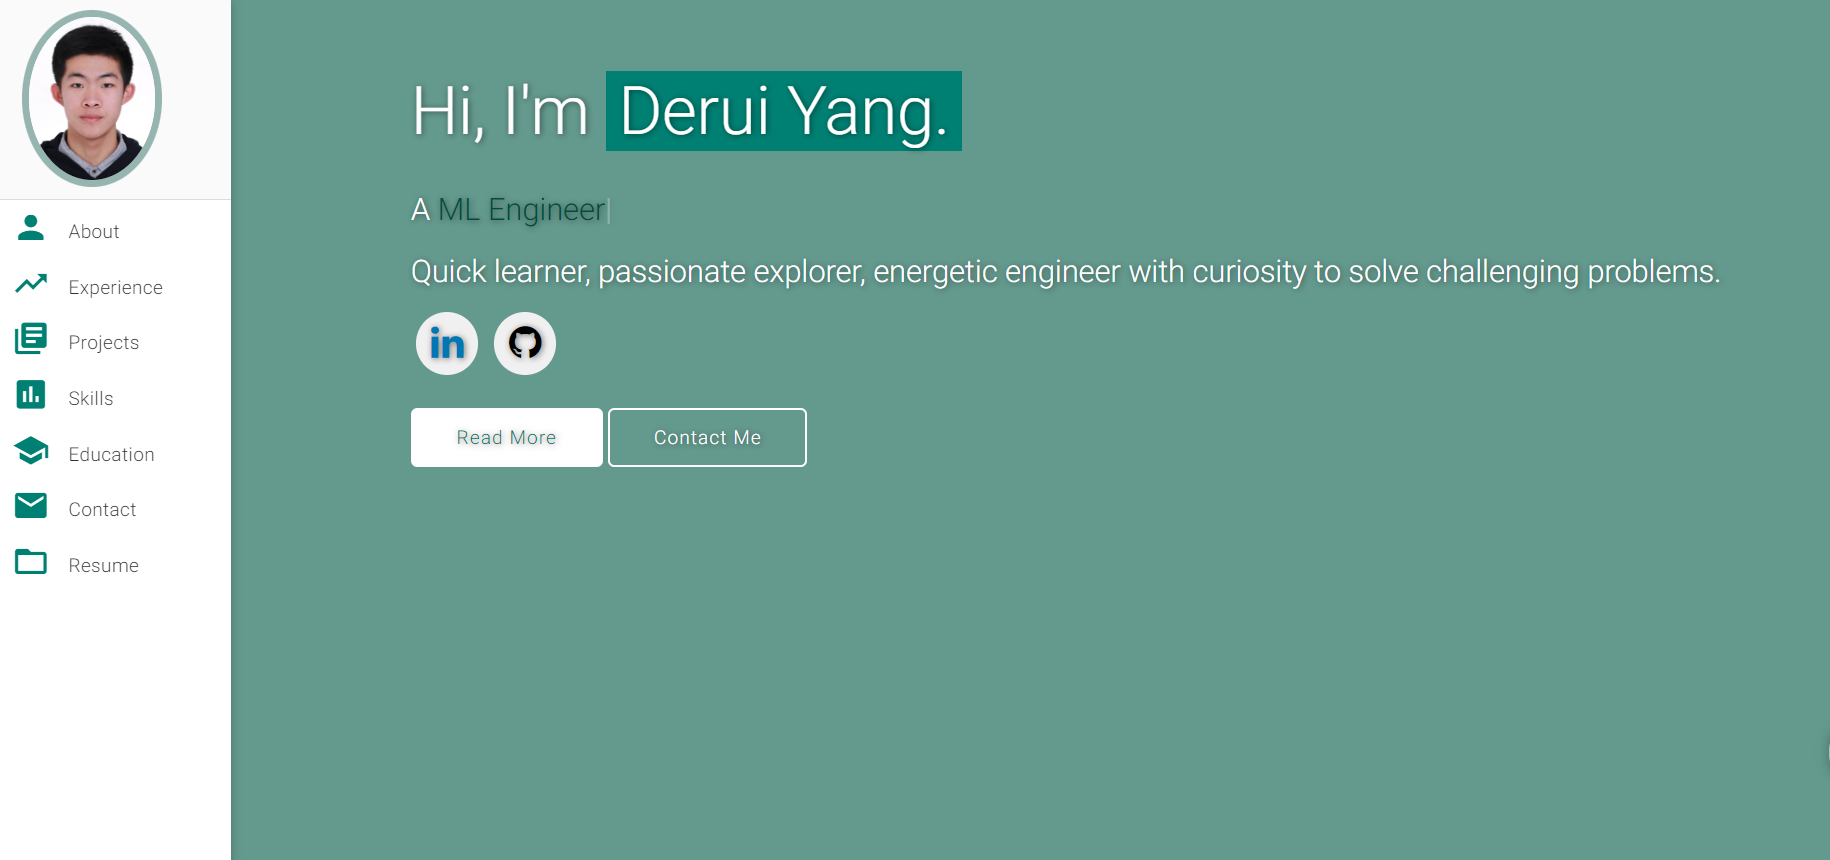 About
Experience
Projects
Skills
Education
Contact
Resume
Hi, I'm Derui Yang.
A ML Engineer|
Quick learner, passionate explorer, energetic engineer with curiosity to solve challenging problems.
in
Read More
Contact Me